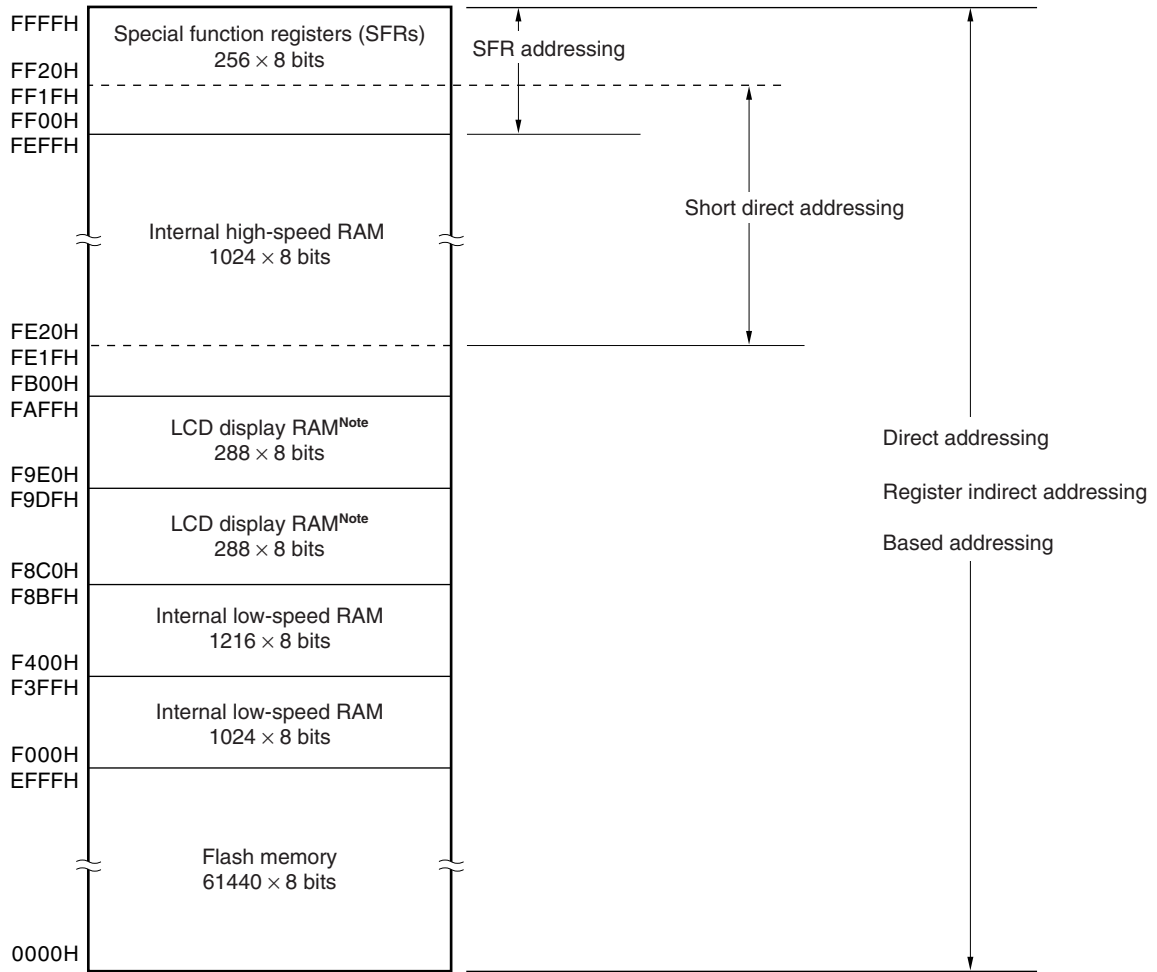 FFFFH
Special function registers (SFRs)
256 × 8 bits
SFR addressing
FF20H
FF1FH
FF00H
FEFFH
Short direct addressing
Internal high-speed RAM
1024 × 8 bits
FE20H
FE1FH
FB00H
FAFFH
LCD display RAMNote
288 × 8 bits
Direct addressing
F9E0H
F9DFH
Register indirect addressing
LCD display RAMNote
288 × 8 bits
Based addressing
F8C0H
F8BFH
Internal low-speed RAM
1216 × 8 bits
F400H
F3FFH
Internal low-speed RAM
1024 × 8 bits
F000H
EFFFH
Flash memory
61440 × 8 bits
0000H